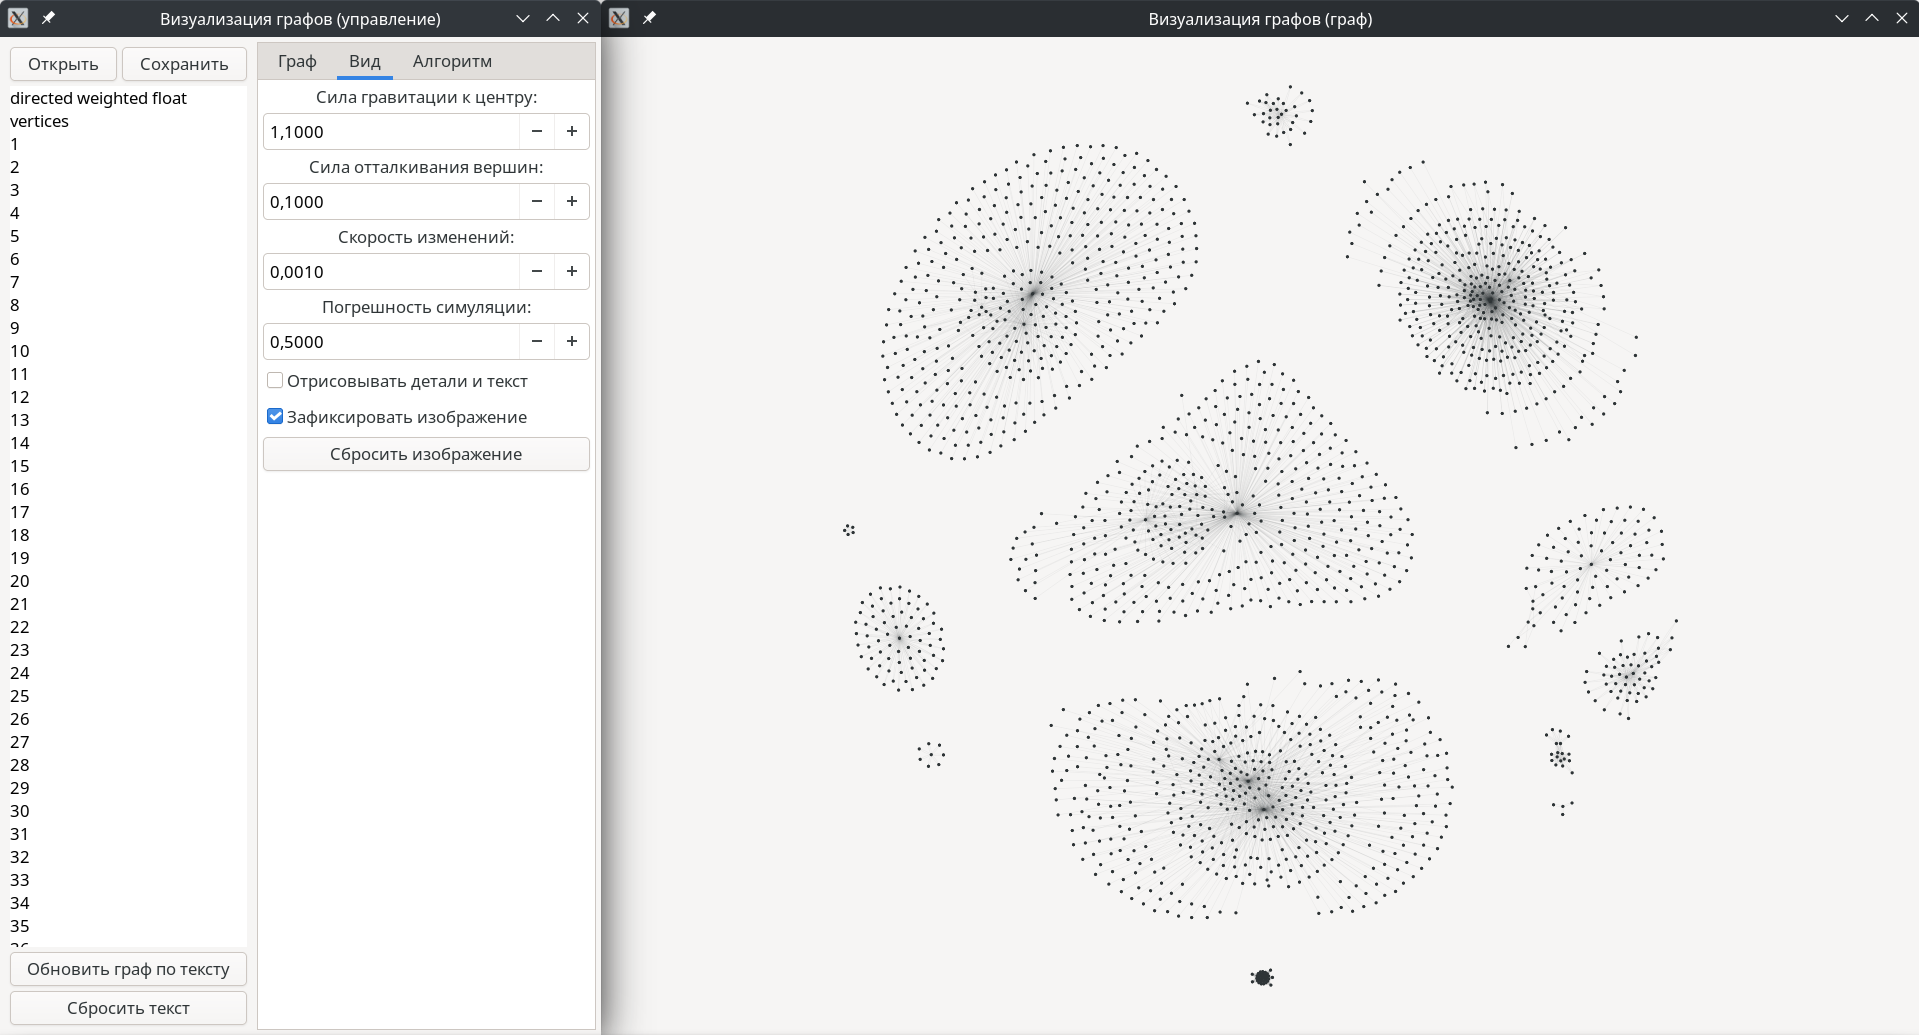 Визуализация графов (управление)
Визуализация графов (граф)
Открыть
Сохранить
directed weighted float
vertices
1
2
3
4
5
6
7
8
9
10
11
12
13
14
15
16
17
18
19
20
21
22
23
24
25
26
27
28
29
30
31
32
33
34
35
Обновить граф по тексту
Сбросить текст
Граф
Вид
Алгоритм
Сила гравитации к центру:
1,1000
Сила отталкивания вершин:
0,1000
Скорость изменений:
0,0010
Погрешность симуляции:
0,5000
Отрисовывать детали и текст
Зафиксировать изображение
Сбросить изображение